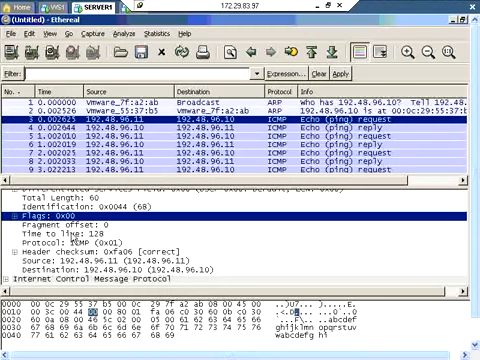 Home VVS1 SERVER1 172.29.83.97
(Untitled) - Ethereal
File Edit View Go Capture Analyze Statistics Help
Filter: Expression... Clear Apply
No. - Time Source Destination Protocol Info
1 0.000000 Vmware_7f:a2:ab Broadcast ARP Who has 192.48.96.10? Tell 192.48
2 0.002526 Vmware_55:37:b5 Vmware_7f:a2:ab ARP 192.48.96.10 is at 00:0c:29:55:37:b5
3 0.002625 192.48.96.11 192.48.96.10 ICMP Echo (ping) request
4 0.002644 192.48.96.10 192.48.96.11 ICMP Echo (ping) reply
5 1.002010 192.48.96.11 192.48.96.10 ICMP Echo (ping) request
6 1.002019 192.48.96.10 192.48.96.11 ICMP Echo (ping) reply
7 2.002022 192.48.96.11 192.48.96.10 ICMP Echo (ping) request
8 2.002033 192.48.96.10 192.48.96.11 ICMP Echo (ping) reply
9 3.002213 192.48.96.11 192.48.96.10 ICMP Echo (ping) request
Total Length: 60
Identification: 0x0044 (68)
Flags: 0x00
Fragment offset: 0
Time to live: 128
Protocol: ICMP (0x01)
Header checksum: 0xfa06 [correct]
Source: 192.48.96.11 (192.48.96.11)
Destination: 192.48.96.10 (192.48.96.10)
Internet Control Message Protocol
0000 00 0c 29 55 37 b5 00 0c 29 7f a2 ab 08 00 45 00
0010 00 3c 00 44 00 00 80 01 fa 06 c0 30 60 0b c0 30
0020 60 0a 08 00 46 5c 02 00 05 00 61 62 63 64 65 66
0030 67 68 69 6a 6b 6c 6d 6e 6f 70 71 72 73 74 75 76 ghijklmn opqrstuv
0040 77 61 62 63 64 65 66 67 68 69 wabcdefg hi